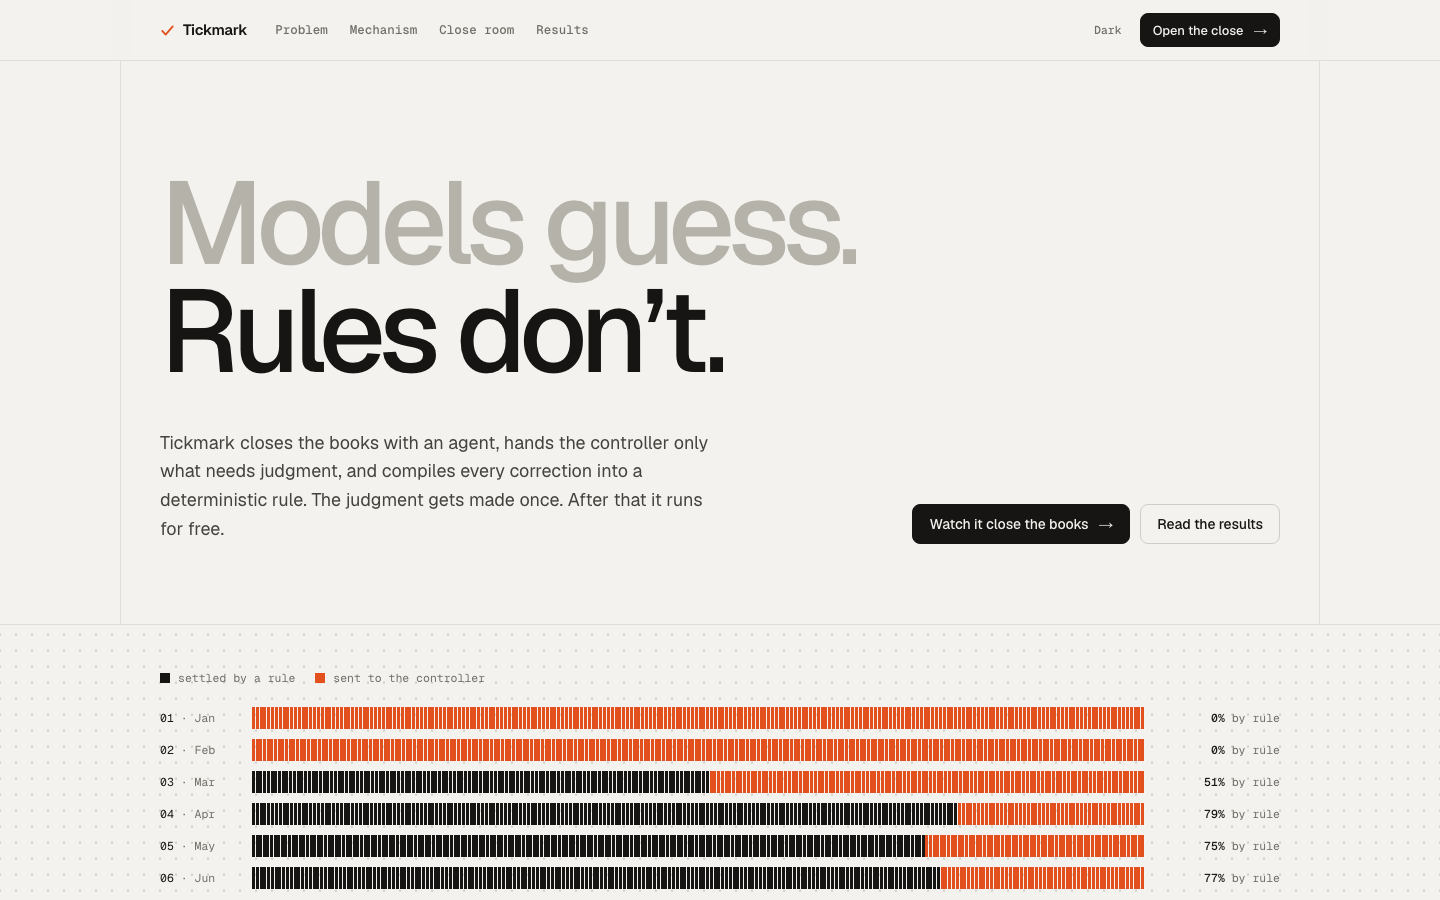 Tickmark Problem Mechanism Close room Results Dark Open the close →
Models guess.
Rules don’t.
Tickmark closes the books with an agent, hands the controller only
what needs judgment, and compiles every correction into a
deterministic rule. The judgment gets made once. After that it runs
for free.
Watch it close the books → Read the results
settled by a rule sent to the controller
01 · Jan 0% by rule
02 · Feb 0% by rule
03 · Mar 51% by rule
04 · Apr 79% by rule
05 · May 75% by rule
06 · Jun 77% by rule